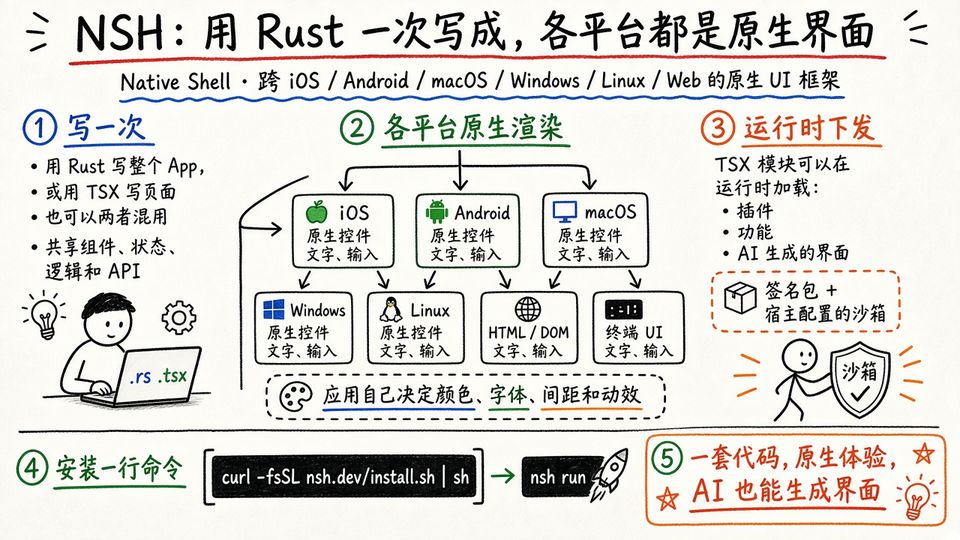 NSH：用 Rust 一次写成，各平台都是原生界面
Native Shell · 跨 iOS / Android / macOS / Windows / Linux / Web 的原生 UI 框架
① 写一次
• 用 Rust 写整个 App，
• 或用 TSX 写页面
• 也可以两者混用
• 共享组件、状态、
逻辑和 API
.rs .tsx
② 各平台原生渲染
iOS
原生控件
文字、输入
Android
原生控件
文字、输入
macOS
原生控件
文字、输入
Windows
原生控件
文字、输入
Linux
原生控件
文字、输入
HTML / DOM
文字、输入
终端 UI
文字、输入
应用自己决定颜色、字体、间距和动效
③ 运行时下发
TSX 模块可以在
运行时加载：
• 插件
• 功能
• AI 生成的界面
签名包 +
宿主配置的沙箱
沙箱
④ 安装一行命令
curl -fsSL nsh.dev/install.sh | sh
nsh run
⑤ 一套代码，原生体验，
AI 也能生成界面